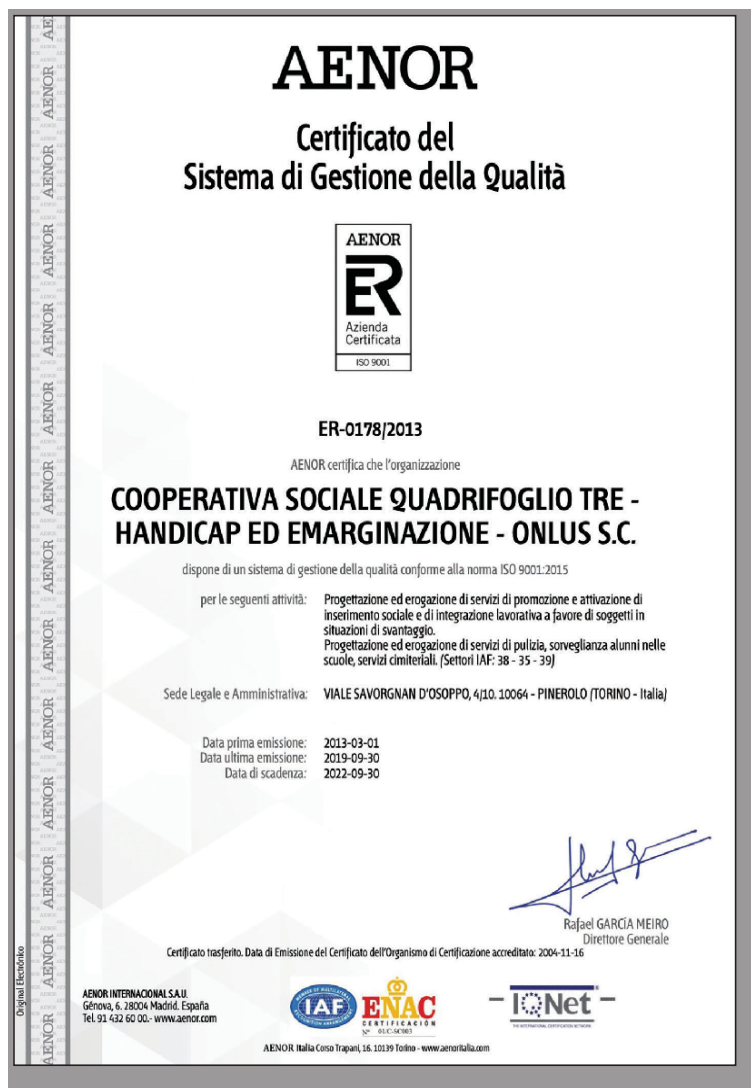 AENOR
Certificato del
Sistema di Gestione della Qualità
AENOR
ER
Azienda
Certificata
ISO 9001
ER-0178/2013
AENOR certifica che l'organizzazione
COOPERATIVA SOCIALE QUADRIFOGLIO TRE -
HANDICAP ED EMARGINAZIONE - ONLUS S.C.
dispone di un sistema di gestione della qualità conforme alla norma ISO 9001:2015
per le seguenti attività: Progettazione ed erogazione di servizi di promozione e attivazione di
inserimento sociale e di integrazione lavorativa a favore di soggetti in
situazioni di svantaggio.
Progettazione ed erogazione di servizi di pulizia, sorveglianza alunni nelle
scuole, servizi cimiteriali. (Settori IAF: 38 - 35 - 39)
Sede Legale e Amministrativa: VIALE SAVORGNAN D'OSOPPO, 4/10. 10064 - PINEROLO (TORINO - Italia)
Data prima emissione: 2013-03-01
Data ultima emissione: 2019-09-30
Data di scadenza: 2022-09-30
Rafael GARCÍA MEIRO
Direttore Generale
Certificato trasferito. Data di Emissione del Certificato dell'Organismo di Certificazione accreditato: 2004-11-16
Original Electrónico
AENOR INTERNACIONAL S.A.U.
Génova, 6. 28004 Madrid. España
Tel. 91 432 60 00.- www.aenor.com
IAF
ENAC
CERTIFICACIÓN
Nº 01/C-SC003
IQNet
THE INTERNATIONAL CERTIFICATION NETWORK
AENOR Italia Corso Trapani, 16. 10139 Torino - www.aenoritalia.com